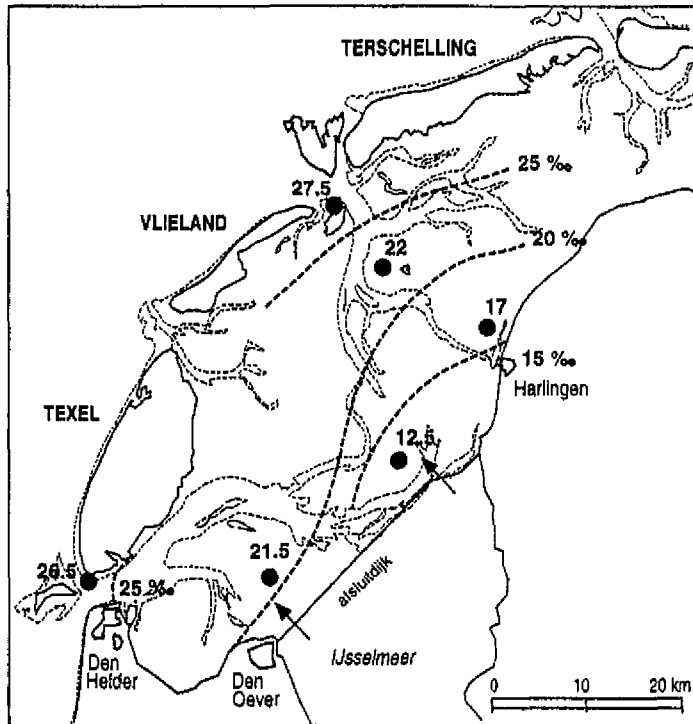 TERSCHELLING
25 ‰
27.5
VLIELAND
20 ‰
22
17
15 ‰
Harlingen
TEXEL
12.5
26.5
25 ‰
21.5
afsluitdijk
IJsselmeer
Den
Helder
Den
Oever
0 10 20 km